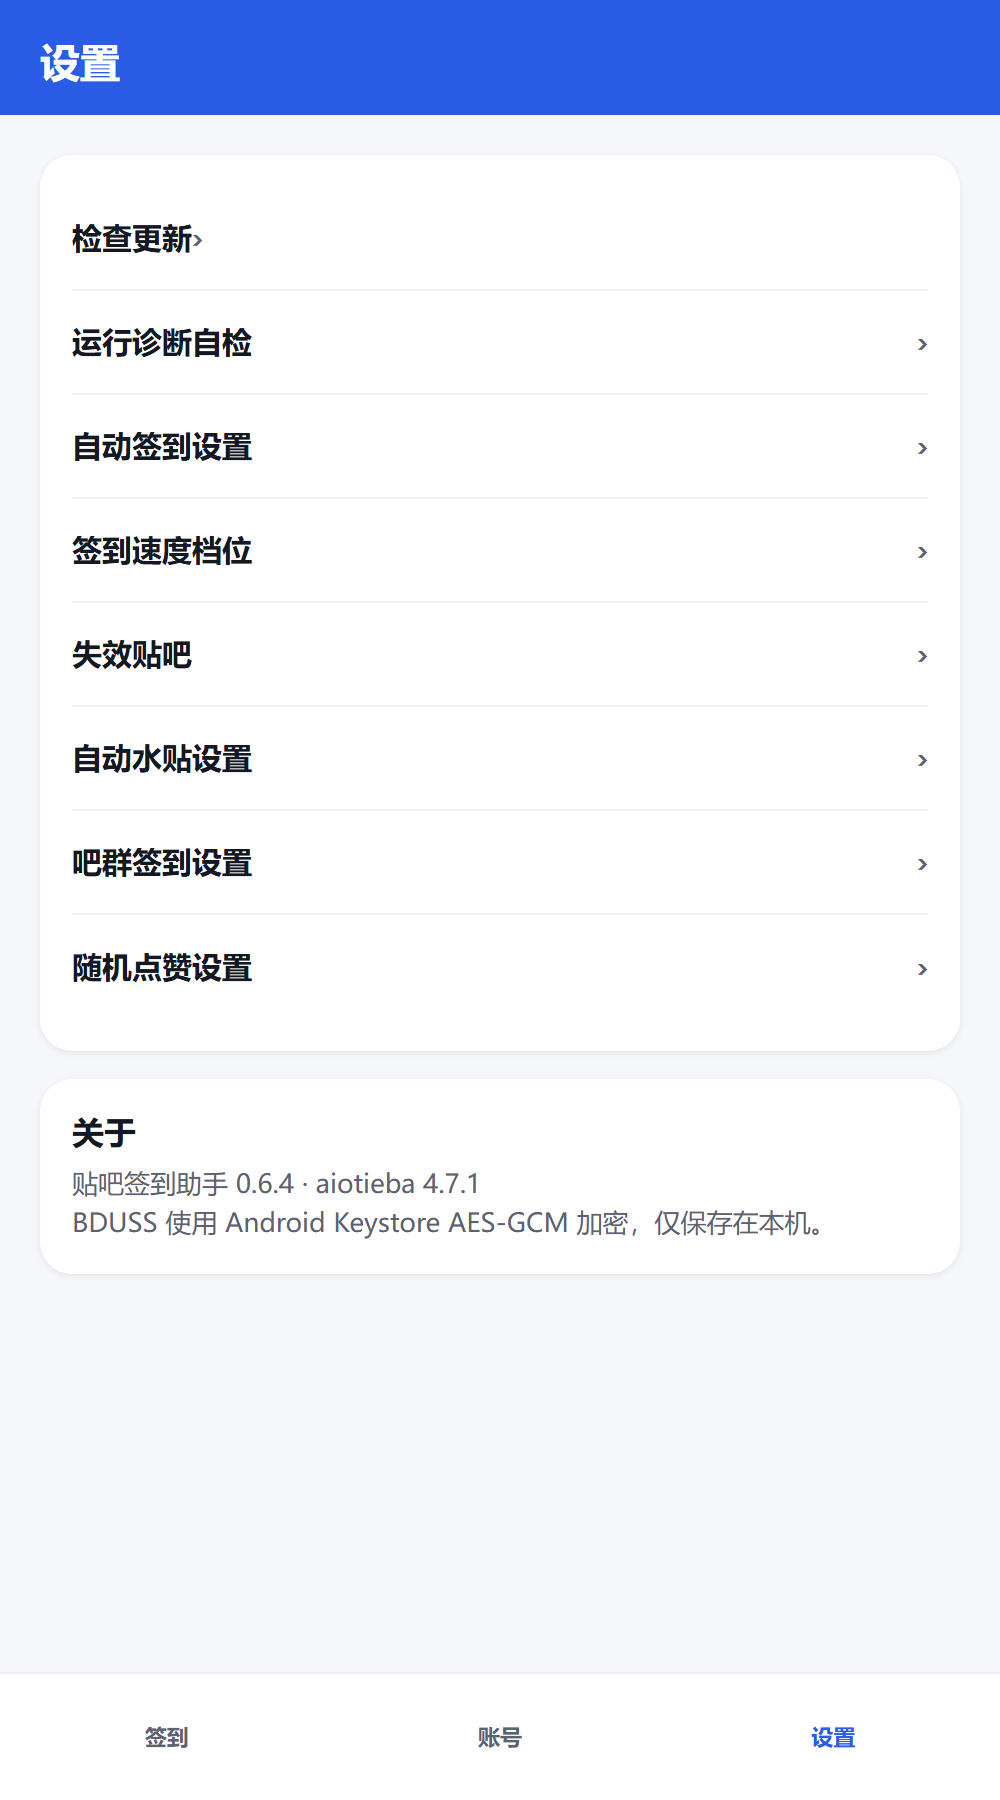 设置
检查更新›
运行诊断自检 ›
自动签到设置 ›
签到速度档位 ›
失效贴吧 ›
自动水贴设置 ›
吧群签到设置 ›
随机点赞设置 ›
关于
贴吧签到助手 0.6.4 · aiotieba 4.7.1
BDUSS 使用 Android Keystore AES-GCM 加密，仅保存在本机。
签到 账号 设置